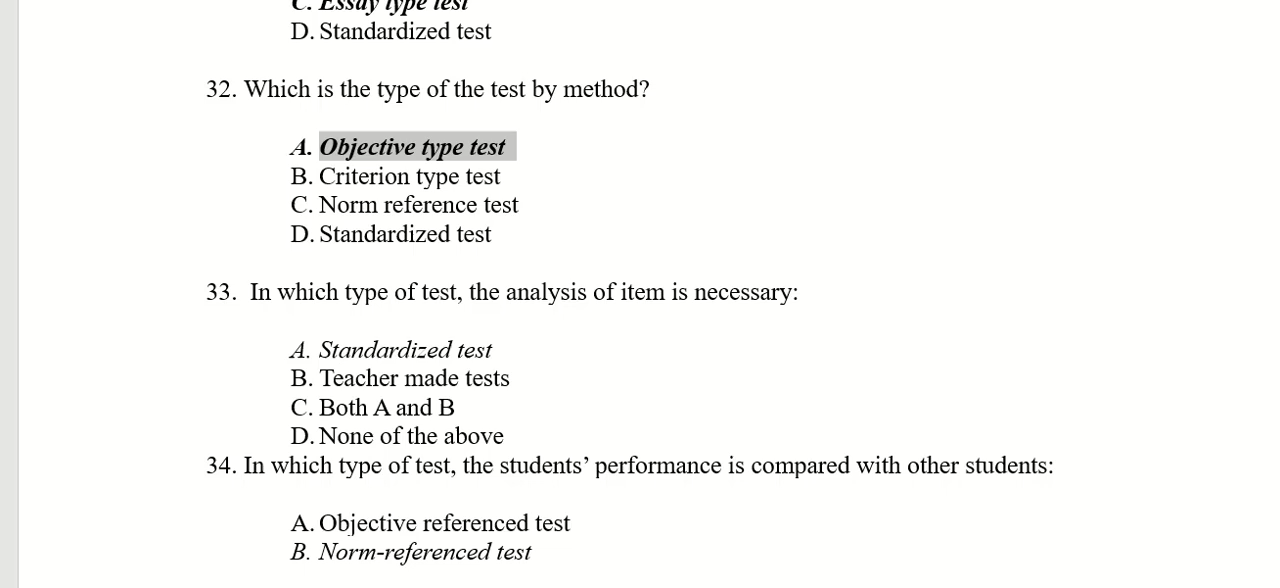 C. Essay type test
D. Standardized test
32. Which is the type of the test by method?
A. Objective type test
B. Criterion type test
C. Norm reference test
D. Standardized test
33. In which type of test, the analysis of item is necessary:
A. Standardized test
B. Teacher made tests
C. Both A and B
D. None of the above
34. In which type of test, the students’ performance is compared with other students:
A. Objective referenced test
B. Norm-referenced test